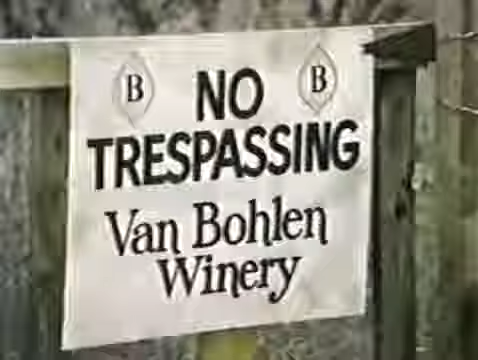 B B
NO
TRESPASSING
Van Bohlen
Winery